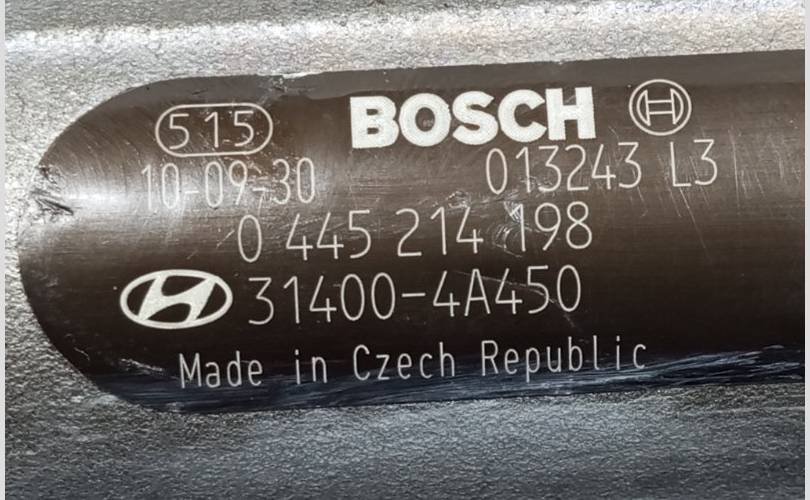 515 BOSCH
10-09-30 013243 L3
0 445 214 198
31400-4A450
Made in Czech Republic